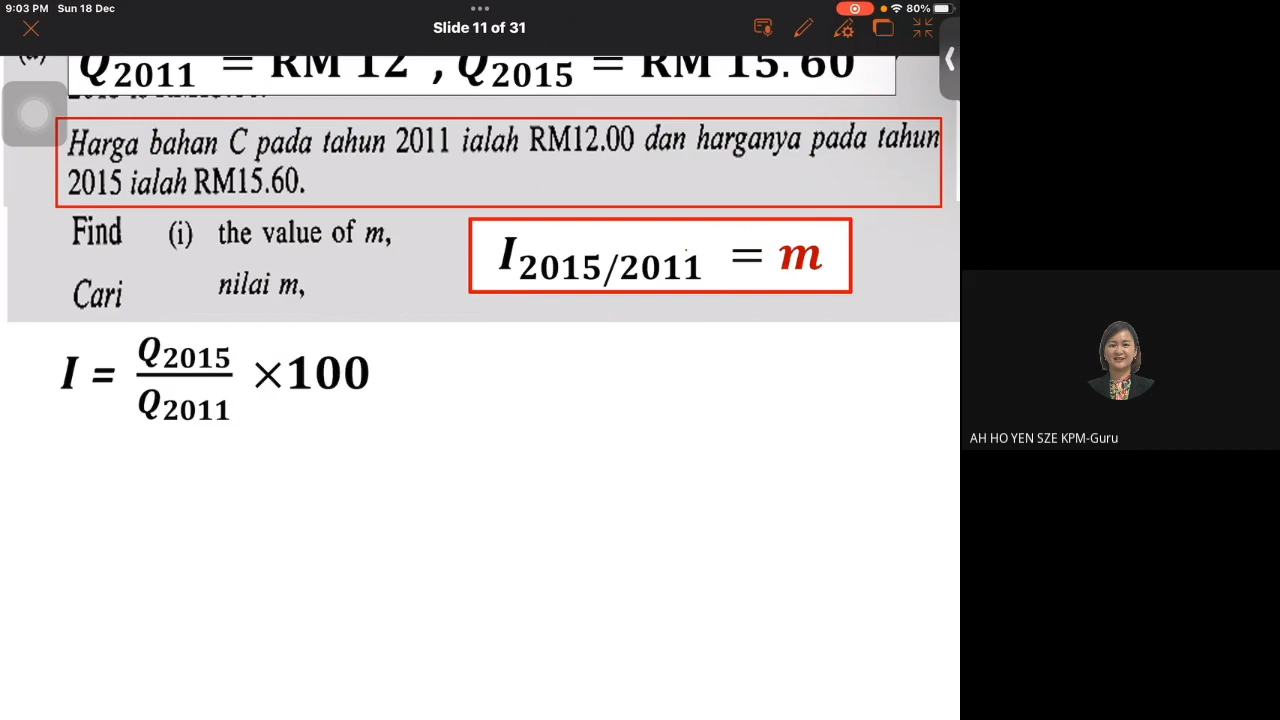 9:03 PM Sun 18 Dec
80%
Slide 11 of 31
Q2011 = RM 12 , Q2015 = RM 15.60
Harga bahan C pada tahun 2011 ialah RM12.00 dan harganya pada tahun
2015 ialah RM15.60.
Find (i) the value of m,
Cari nilai m,
I2015/2011 = m
I = Q2015/Q2011 ×100
AH HO YEN SZE KPM-Guru